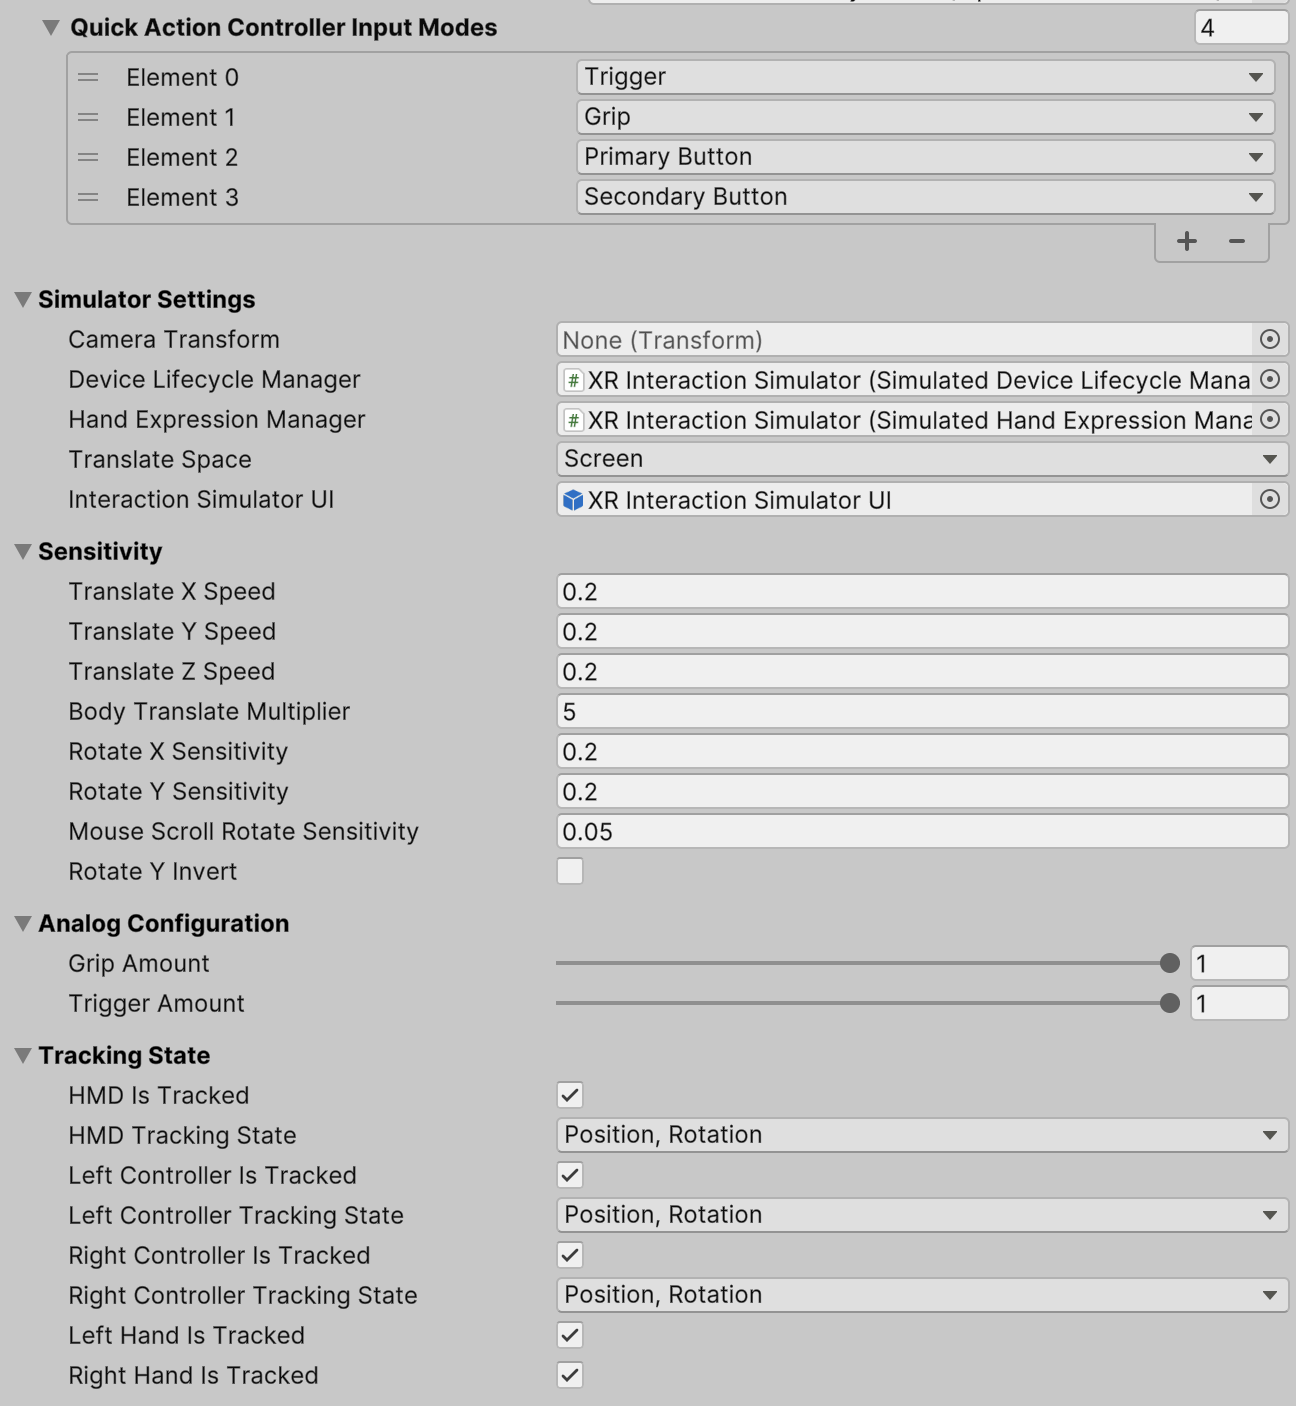 Quick Action Controller Input Modes 4
Element 0 Trigger
Element 1 Grip
Element 2 Primary Button
Element 3 Secondary Button
Simulator Settings
Camera Transform None (Transform)
Device Lifecycle Manager # XR Interaction Simulator (Simulated Device Lifecycle Mana
Hand Expression Manager # XR Interaction Simulator (Simulated Hand Expression Mana
Translate Space Screen
Interaction Simulator UI XR Interaction Simulator UI
Sensitivity
Translate X Speed 0.2
Translate Y Speed 0.2
Translate Z Speed 0.2
Body Translate Multiplier 5
Rotate X Sensitivity 0.2
Rotate Y Sensitivity 0.2
Mouse Scroll Rotate Sensitivity 0.05
Rotate Y Invert
Analog Configuration
Grip Amount 1
Trigger Amount 1
Tracking State
HMD Is Tracked
HMD Tracking State Position, Rotation
Left Controller Is Tracked
Left Controller Tracking State Position, Rotation
Right Controller Is Tracked
Right Controller Tracking State Position, Rotation
Left Hand Is Tracked
Right Hand Is Tracked